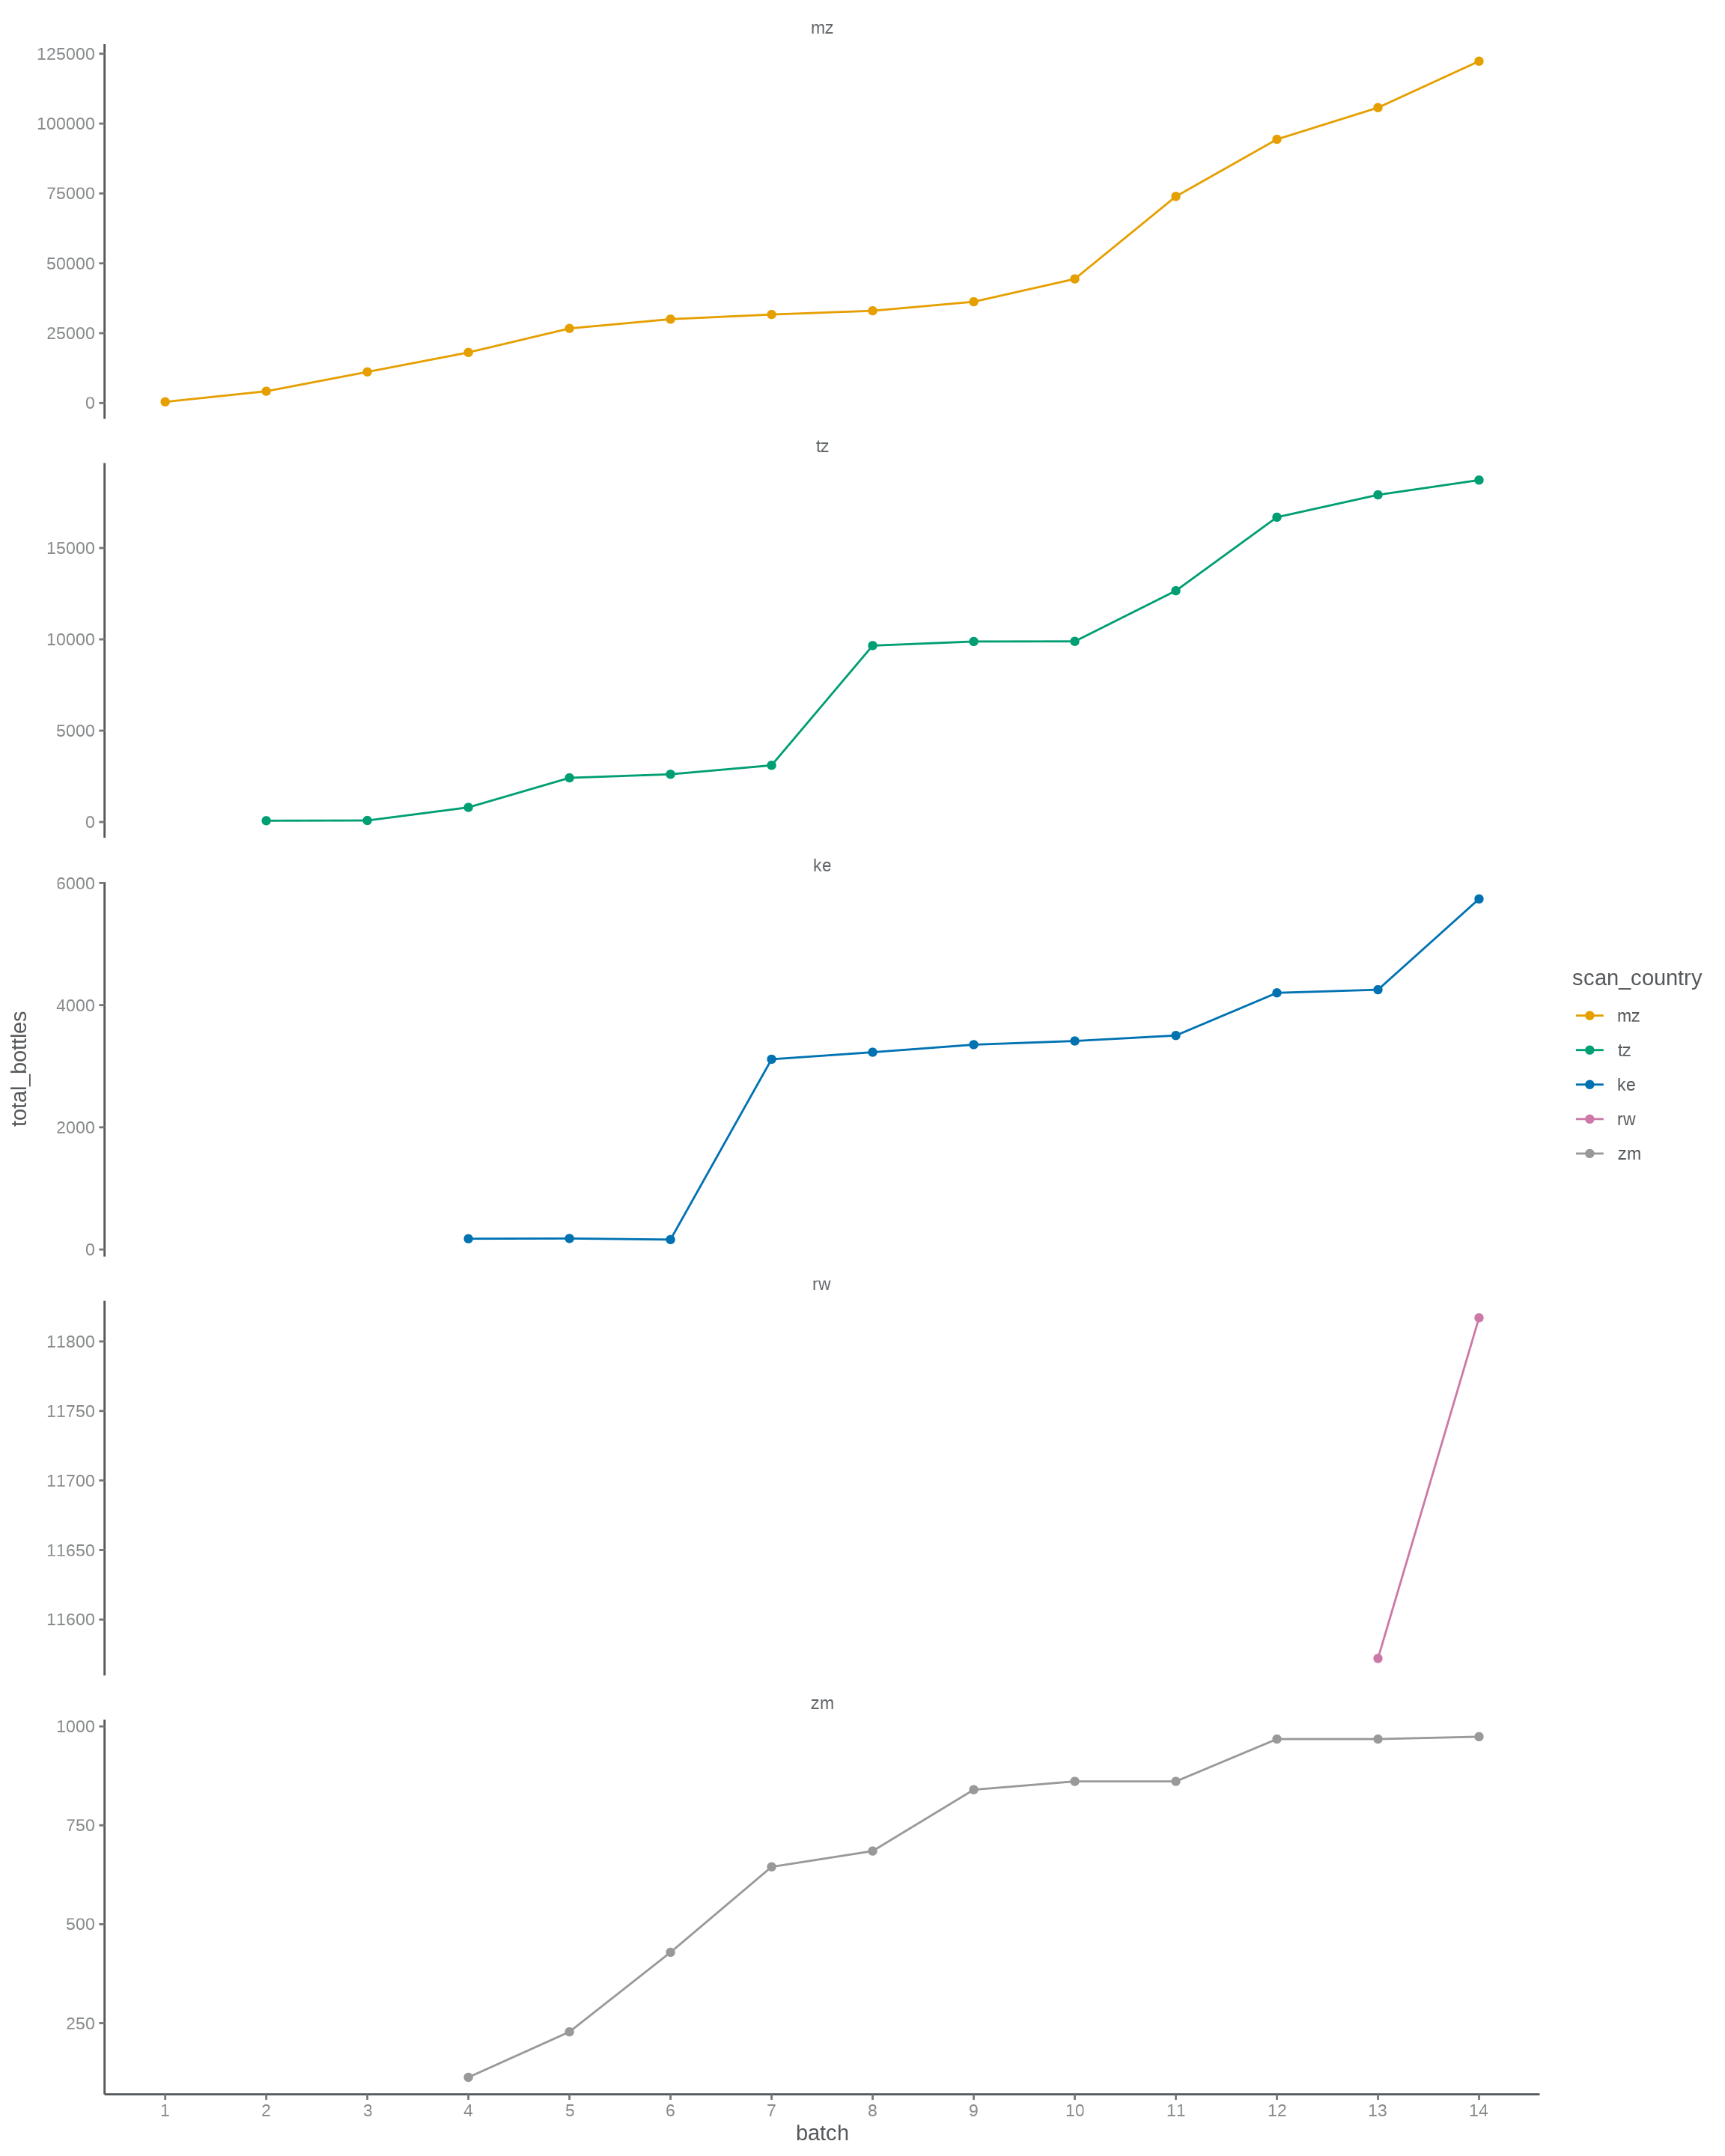 mz
125000
100000
75000
50000
25000
0
tz
15000
10000
5000
0
ke
6000
4000
2000
0
total_bottles
rw
11800
11750
11700
11650
11600
zm
1000
750
500
250
1 2 3 4 5 6 7 8 9 10 11 12 13 14
batch
scan_country
mz
tz
ke
rw
zm